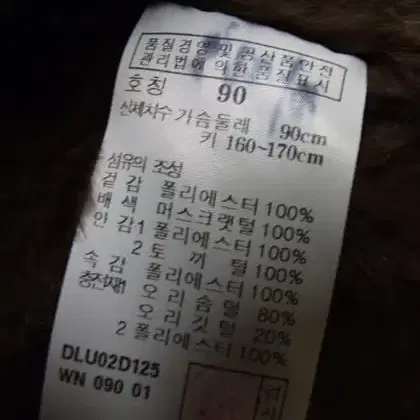 품질경영 및 공산품안전
관리법에 의한 품질표시
호칭 90
신체치수 가슴둘레 90cm
키 160~170cm
섬유의 조성
겉감 폴리에스터 100%
배색 머스크랫털 100%
안감1 폴리에스터 100%
2 토끼털 100%
속감 폴리에스터 100%
충전재1 오리솜털 80%
오리깃털 20%
2 폴리에스터 100%
DLU02D125
WN 090 01